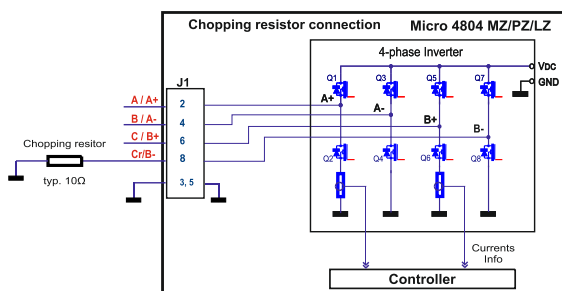 Chopping resistor connection
Micro 4804 MZ/PZ/LZ
4-phase Inverter
J1
Q1
Q3
Q5
Q7
VDC
GND
A / A+
2
A+
B / A-
4
A-
C / B+
6
B+
Chopping resitor
Cr/B-
8
B-
typ. 10Ω
3, 5
Q2
Q4
Q6
Q8
Currents
Info
Controller